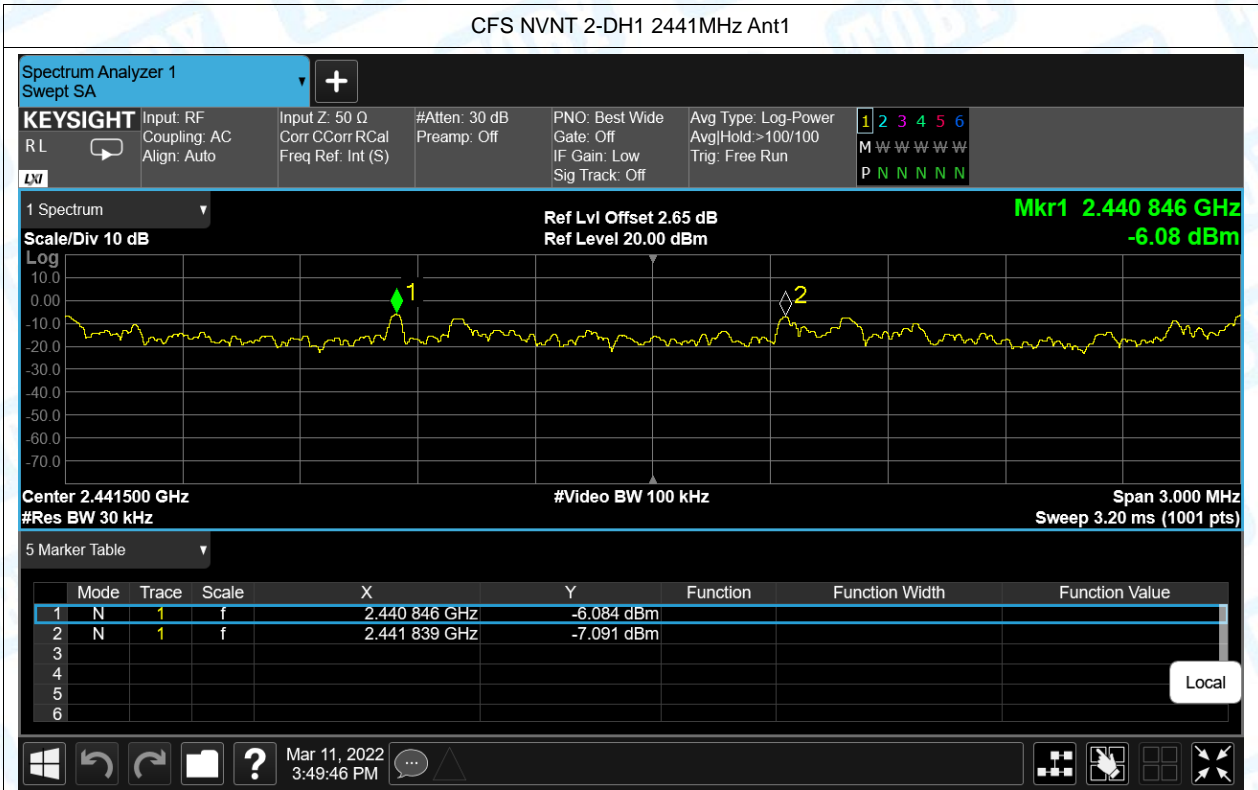 CFS NVNT 2-DH1 2441MHz Ant1
Spectrum Analyzer 1
Swept SA
+
KEYSIGHT
R L
LXI
Input: RF
Coupling: AC
Align: Auto
Input Z: 50 Ω
Corr CCorr RCal
Freq Ref: Int (S)
#Atten: 30 dB
Preamp: Off
PNO: Best Wide
Gate: Off
IF Gain: Low
Sig Track: Off
Avg Type: Log-Power
Avg|Hold:>100/100
Trig: Free Run
1 2 3 4 5 6
M W W W W W
P N N N N N
1 Spectrum
Scale/Div 10 dB
Ref Lvl Offset 2.65 dB
Ref Level 20.00 dBm
Mkr1 2.440 846 GHz
-6.08 dBm
Log
10.0
0.00
-10.0
-20.0
-30.0
-40.0
-50.0
-60.0
-70.0
1
2
Center 2.441500 GHz
#Video BW 100 kHz
Span 3.000 MHz
#Res BW 30 kHz
Sweep 3.20 ms (1001 pts)
5 Marker Table
Mode Trace Scale X Y Function Function Width Function Value
1 N 1 f 2.440 846 GHz -6.084 dBm
2 N 1 f 2.441 839 GHz -7.091 dBm
3
4
5
6
Local
?
Mar 11, 2022
3:49:46 PM